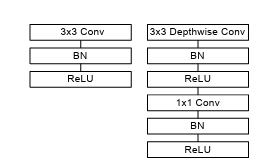 3x3 Conv
BN
ReLU
3x3 Depthwise Conv
BN
ReLU
1x1 Conv
BN
ReLU